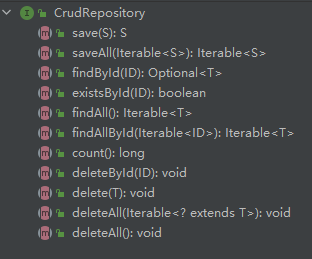 CrudRepository
save(S): S
saveAll(Iterable<S>): Iterable<S>
findById(ID): Optional<T>
existsById(ID): boolean
findAll(): Iterable<T>
findAllById(Iterable<ID>): Iterable<T>
count(): long
deleteById(ID): void
delete(T): void
deleteAll(Iterable<? extends T>): void
deleteAll(): void